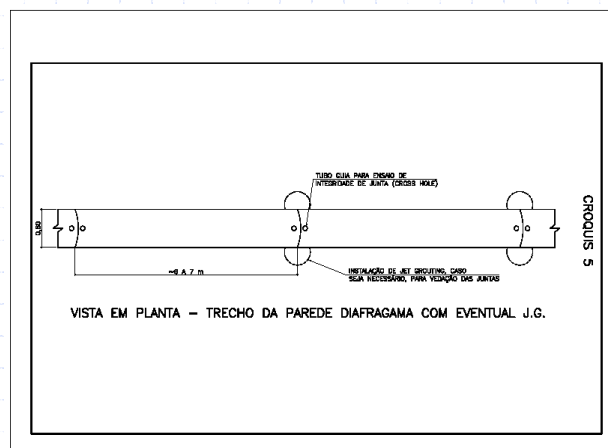 TUBO GUIA PARA ENSAIO DE
INTEGRIDADE DE JUNTA (CROSS HOLE)
0,80
INSTALAÇÃO DE JET GROUTING, CASO
SEJA NECESSÁRIO, PARA VEDAÇÃO DAS JUNTAS
~6 A 7 m
VISTA EM PLANTA – TRECHO DA PAREDE DIAFRAGAMA COM EVENTUAL J.G.
CROQUIS 5